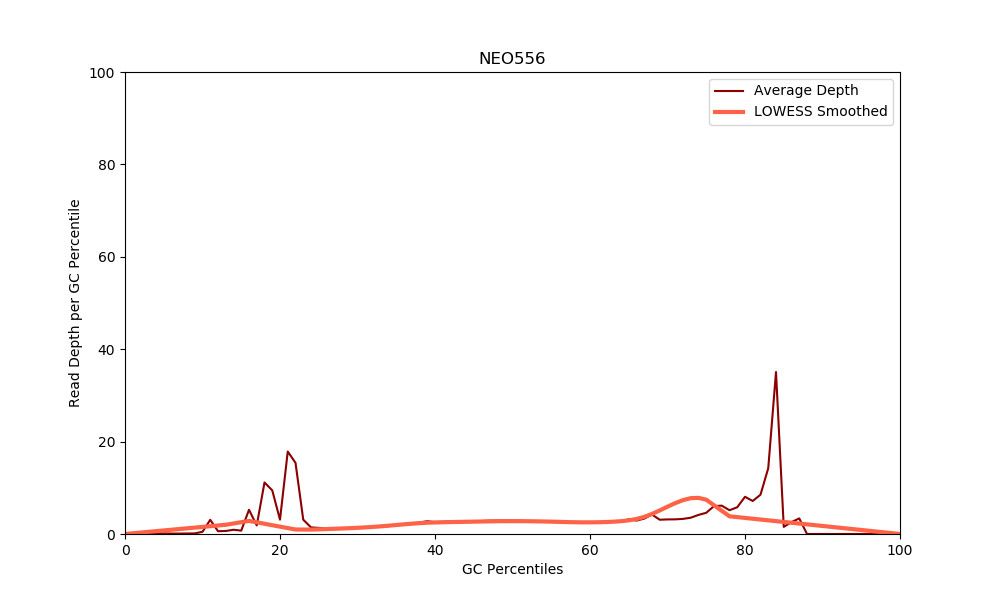 NEO556
Average Depth
LOWESS Smoothed
Read Depth per GC Percentile
100
80
60
40
20
0
0 20 40 60 80 100
GC Percentiles